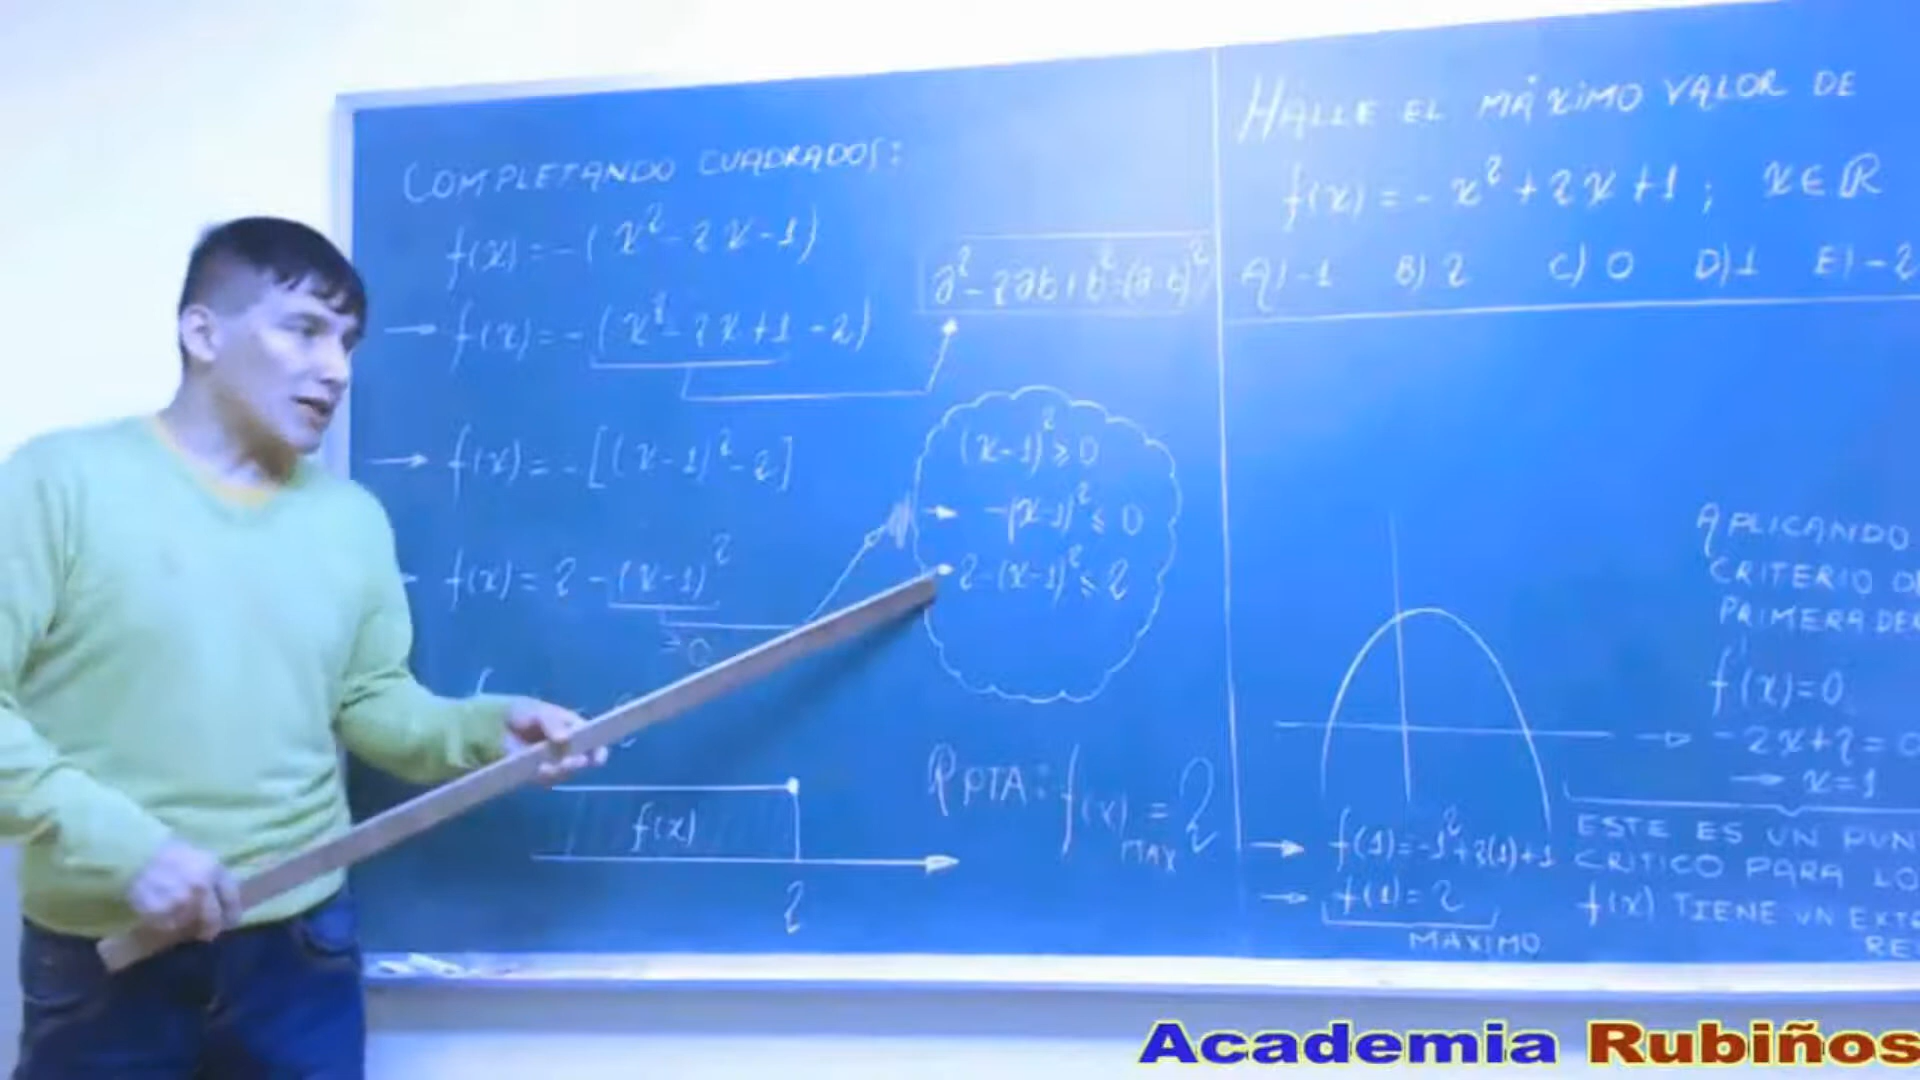 COMPLETANDO CUADRADOS:
f(x)=-(x²-2x-1)
→ f(x)=-(x²-2x+1-2)
a²-2ab+b²=(a-b)²
→ f(x)=-[(x-1)²-2]
f(x)=2-(x-1)²
≥0
(x-1)²≥0
→ -(x-1)²≤0
2-(x-1)²≤2
f(x)
2
RPTA: f(x)MAX = 2
HALLE EL MÁXIMO VALOR DE
f(x)=-x²+2x+1; x∈ℝ
A)-1 B)2 C)0 D)1 E)-2
APLICANDO
CRITERIO
PRIMERA
f'(x)=0
→ -2x+2=0
→ x=1
ESTE ES UN
CRITICO PARA
f(x) TIENE UN
→ f(1)=-1²+2(1)+1
→ f(1)=2
MAXIMO
Academia Rubiños